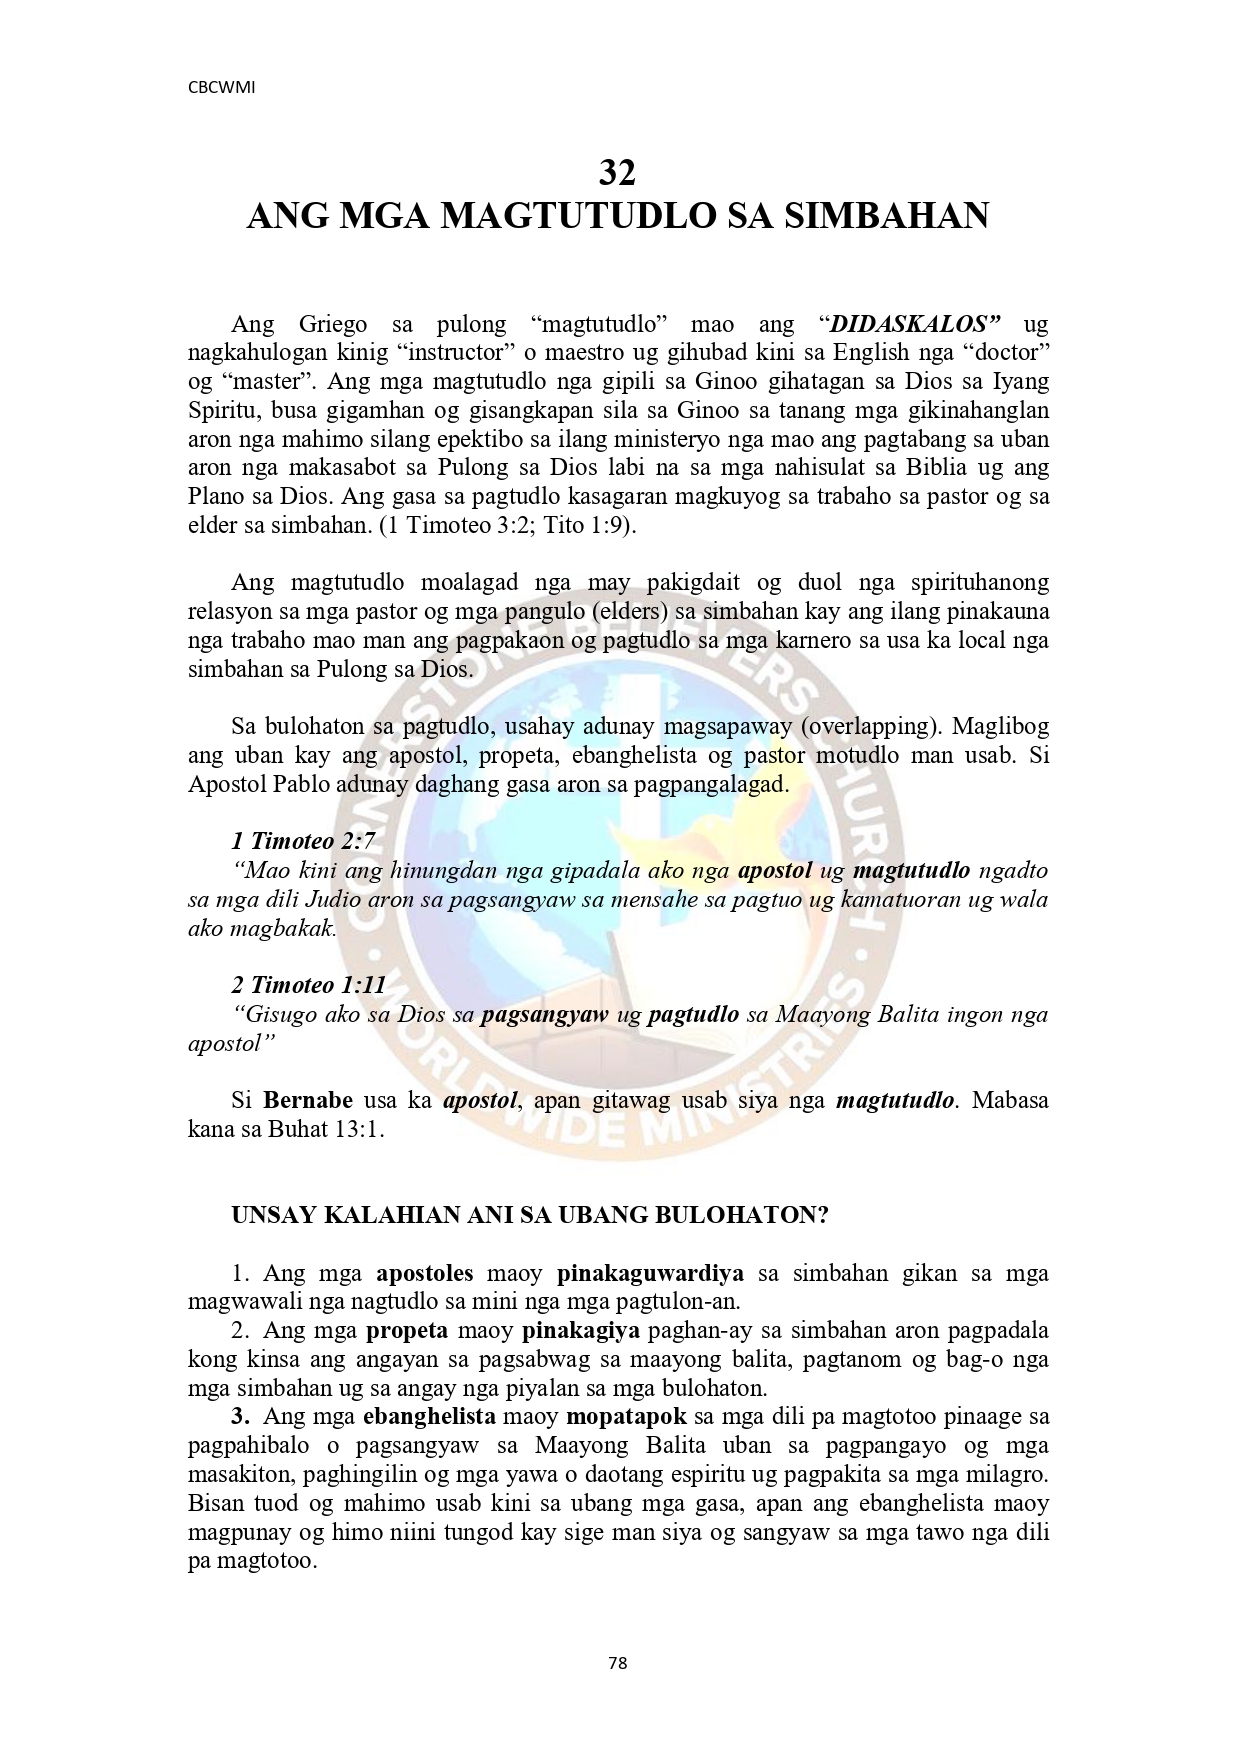 CBCWMI
32
ANG MGA MAGTUTUDLO SA SIMBAHAN
Ang Griego sa pulong “magtutudlo” mao ang “DIDASKALOS” ug
nagkahulogan kinig “instructor” o maestro ug gihubad kini sa English nga “doctor”
og “master”. Ang mga magtutudlo nga gipili sa Ginoo gihatagan sa Dios sa Iyang
Spiritu, busa gigamhan og gisangkapan sila sa Ginoo sa tanang mga gikinahanglan
aron nga mahimo silang epektibo sa ilang ministeryo nga mao ang pagtabang sa uban
aron nga makasabot sa Pulong sa Dios labi na sa mga nahisulat sa Biblia ug ang
Plano sa Dios. Ang gasa sa pagtudlo kasagaran magkuyog sa trabaho sa pastor og sa
elder sa simbahan. (1 Timoteo 3:2; Tito 1:9).
Ang magtutudlo moalagad nga may pakigdait og duol nga spirituhanong
relasyon sa mga pastor og mga pangulo (elders) sa simbahan kay ang ilang pinakauna
nga trabaho mao man ang pagpakaon og pagtudlo sa mga karnero sa usa ka local nga
simbahan sa Pulong sa Dios.
Sa bulohaton sa pagtudlo, usahay adunay magsapaway (overlapping). Maglibog
ang uban kay ang apostol, propeta, ebanghelista og pastor motudlo man usab. Si
Apostol Pablo adunay daghang gasa aron sa pagpangalagad.
1 Timoteo 2:7
“Mao kini ang hinungdan nga gipadala ako nga apostol ug magtutudlo ngadto
sa mga dili Judio aron sa pagsangyaw sa mensahe sa pagtuo ug kamatuoran ug wala
ako magbakak.
2 Timoteo 1:11
“Gisugo ako sa Dios sa pagsangyaw ug pagtudlo sa Maayong Balita ingon nga
apostol”
Si Bernabe usa ka apostol, apan gitawag usab siya nga magtutudlo. Mabasa
kana sa Buhat 13:1.
UNSAY KALAHIAN ANI SA UBANG BULOHATON?
1. Ang mga apostoles maoy pinakaguwardiya sa simbahan gikan sa mga
magwawali nga nagtudlo sa mini nga mga pagtulon-an.
2. Ang mga propeta maoy pinakagiya paghan-ay sa simbahan aron pagpadala
kong kinsa ang angayan sa pagsabwag sa maayong balita, pagtanom og bag-o nga
mga simbahan ug sa angay nga piyalan sa mga bulohaton.
3. Ang mga ebanghelista maoy mopatapok sa mga dili pa magtotoo pinaage sa
pagpahibalo o pagsangyaw sa Maayong Balita uban sa pagpangayo og mga
masakiton, paghingilin og mga yawa o daotang espiritu ug pagpakita sa mga milagro.
Bisan tuod og mahimo usab kini sa ubang mga gasa, apan ang ebanghelista maoy
magpunay og himo niini tungod kay sige man siya og sangyaw sa mga tawo nga dili
pa magtotoo.
CORNERSTONE BELIEVERS CHURCH
WORLDWIDE MINISTRIES
78